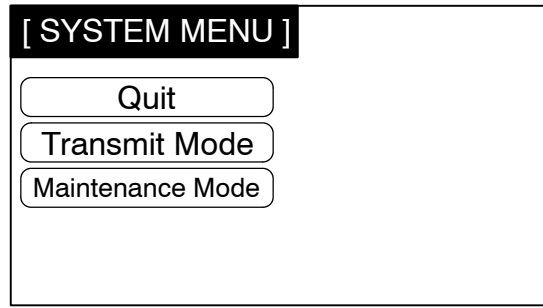 [ SYSTEM MENU ]
Quit
Transmit Mode
Maintenance Mode